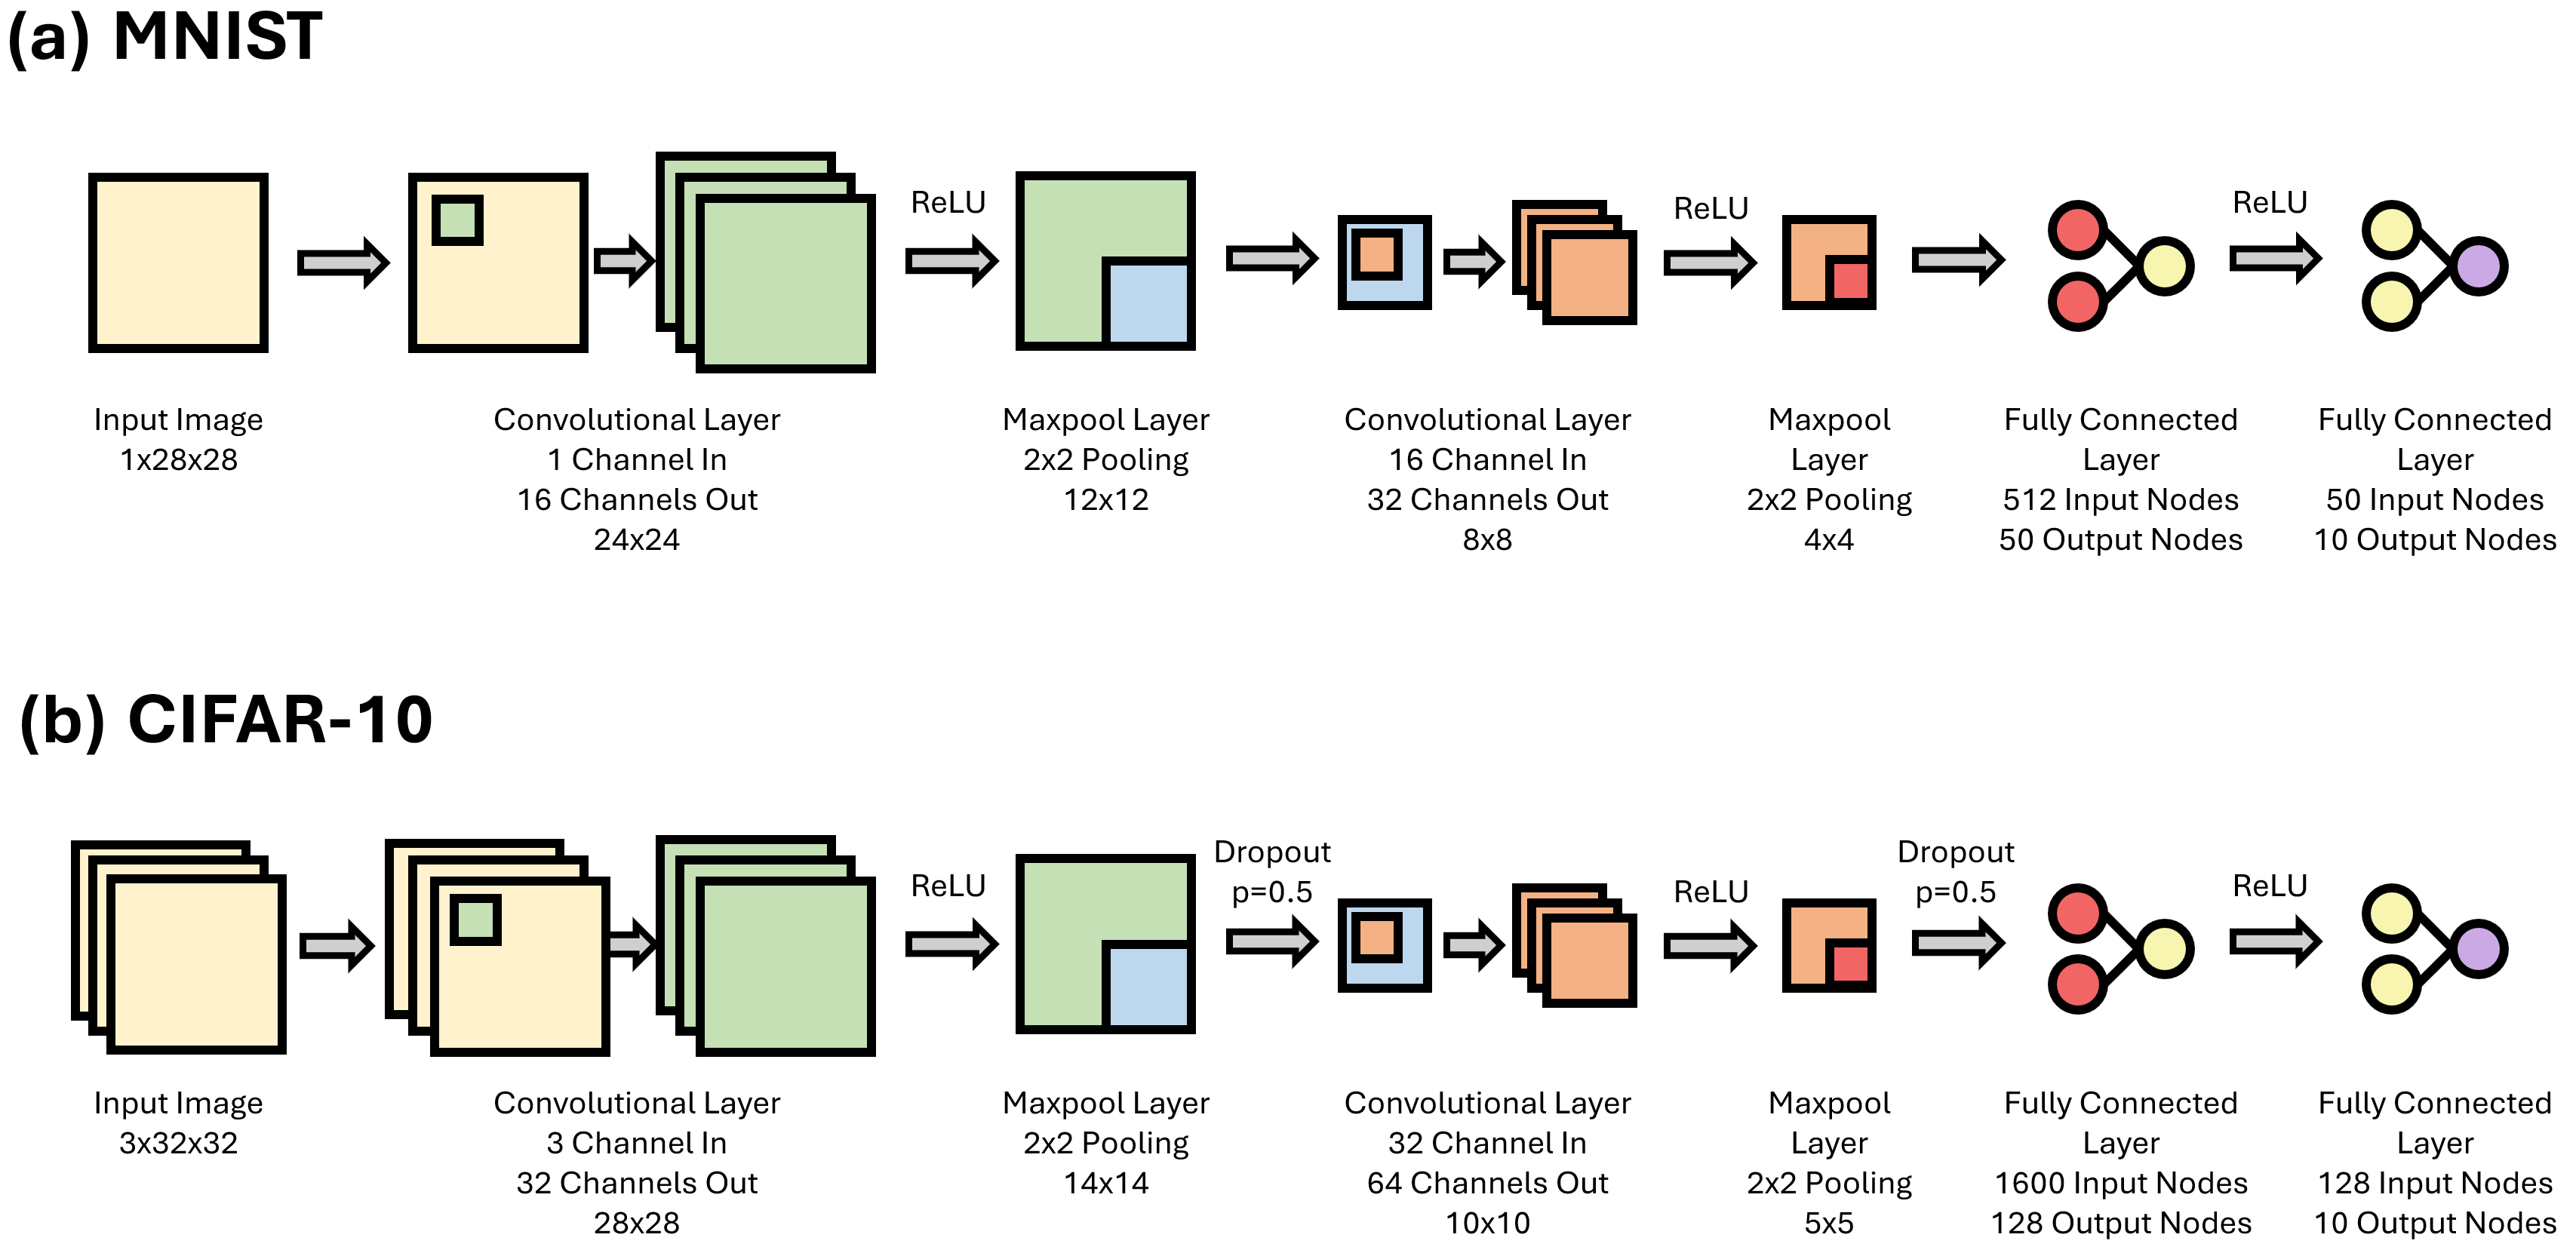 (a) MNIST
ReLU
ReLU
ReLU
Input Image
1x28x28
Convolutional Layer
1 Channel In
16 Channels Out
24x24
Maxpool Layer
2x2 Pooling
12x12
Convolutional Layer
16 Channel In
32 Channels Out
8x8
Maxpool
Layer
2x2 Pooling
4x4
Fully Connected
Layer
512 Input Nodes
50 Output Nodes
Fully Connected
Layer
50 Input Nodes
10 Output Nodes
(b) CIFAR-10
ReLU
Dropout
p=0.5
ReLU
Dropout
p=0.5
ReLU
Input Image
3x32x32
Convolutional Layer
3 Channel In
32 Channels Out
28x28
Maxpool Layer
2x2 Pooling
14x14
Convolutional Layer
32 Channel In
64 Channels Out
10x10
Maxpool
Layer
2x2 Pooling
5x5
Fully Connected
Layer
1600 Input Nodes
128 Output Nodes
Fully Connected
Layer
128 Input Nodes
10 Output Nodes